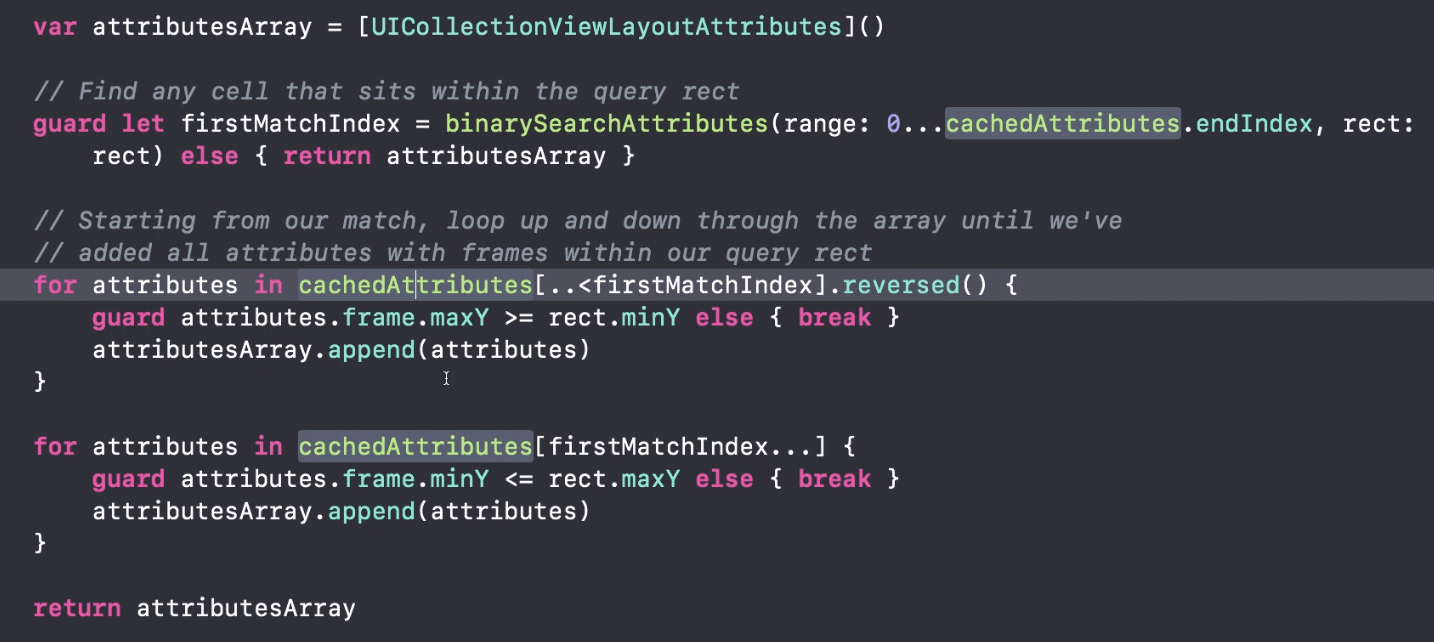 var attributesArray = [UICollectionViewLayoutAttributes]()
// Find any cell that sits within the query rect
guard let firstMatchIndex = binarySearchAttributes(range: 0...cachedAttributes.endIndex, rect:
rect) else { return attributesArray }
// Starting from our match, loop up and down through the array until we've
// added all attributes with frames within our query rect
for attributes in cachedAttributes[..<firstMatchIndex].reversed() {
guard attributes.frame.maxY >= rect.minY else { break }
attributesArray.append(attributes)
}
for attributes in cachedAttributes[firstMatchIndex...] {
guard attributes.frame.minY <= rect.maxY else { break }
attributesArray.append(attributes)
}
return attributesArray